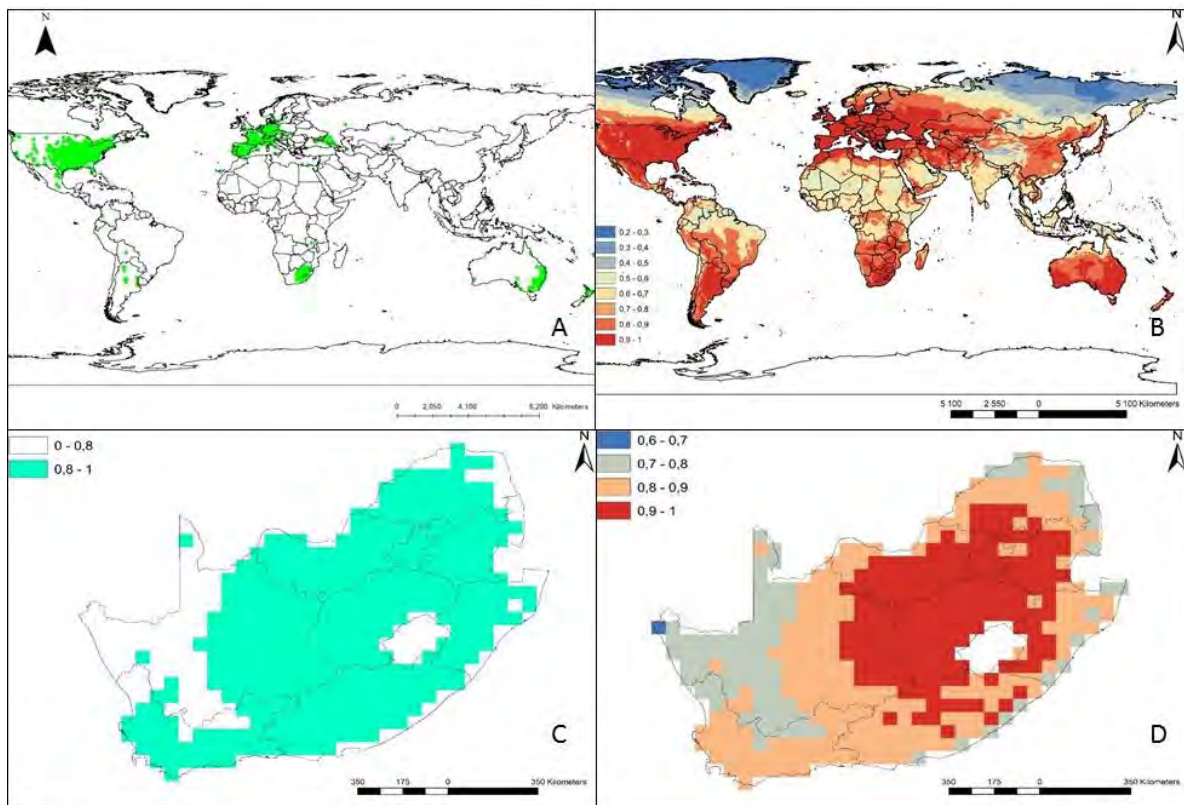 N
A
0 2,050 4,100 8,200 Kilometers
N
0,2 - 0,3
0,3 - 0,4
0,4 - 0,5
0,5 - 0,6
0,6 - 0,7
0,7 - 0,8
0,8 - 0,9
0,9 - 1
B
5 100 2 550 0 5 100 Kilometers
0 - 0,8
0,8 - 1
N
C
350 175 0 350 Kilometers
0,6 - 0,7
0,7 - 0,8
0,8 - 0,9
0,9 - 1
N
D
350 175 0 350 Kilometers